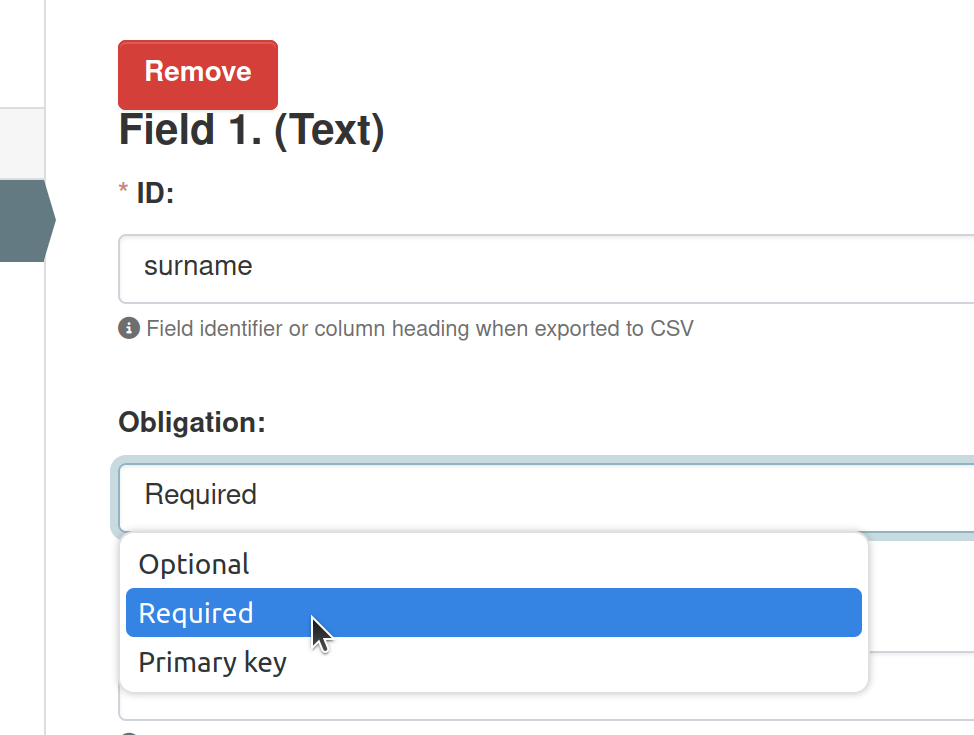 Remove
Field 1. (Text)
* ID:
surname
Field identifier or column heading when exported to CSV
Obligation:
Required
Optional
Required
Primary key